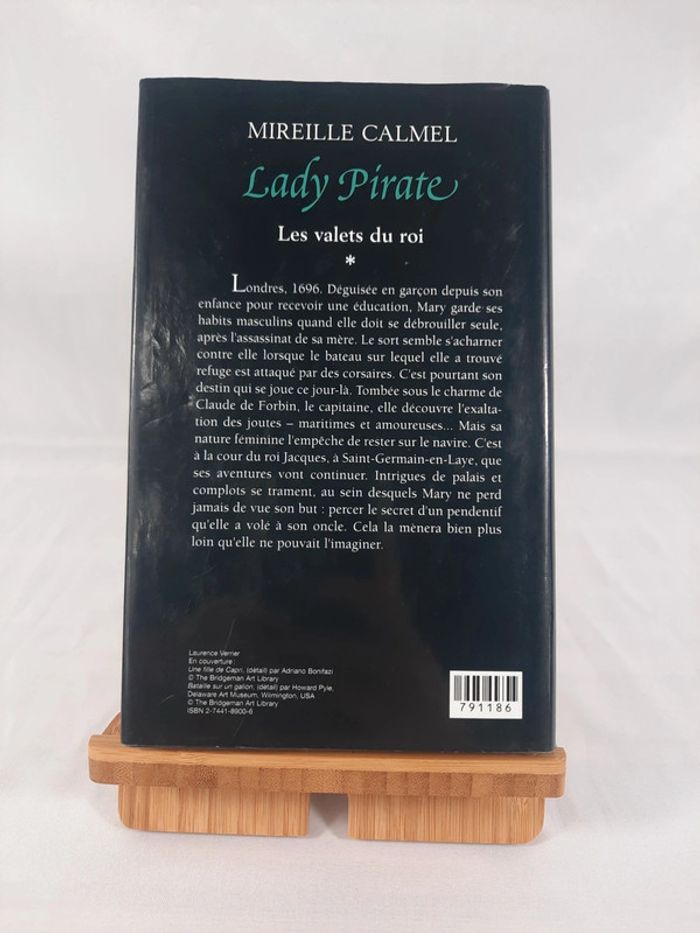 MIREILLE CALMEL
Lady Pirate
Les valets du roi
*
Londres, 1696. Déguisée en garçon depuis son
enfance pour recevoir une éducation, Mary garde ses
habits masculins quand elle doit se débrouiller seule,
après l'assassinat de sa mère. Le sort semble s'acharner
contre elle lorsque le bateau sur lequel elle a trouvé
refuge est attaqué par des corsaires. C'est pourtant son
destin qui se joue ce jour-là. Tombée sous le charme de
Claude de Forbin, le capitaine, elle découvre l'exalta-
tion des joutes – maritimes et amoureuses... Mais sa
nature féminine l'empêche de rester sur le navire. C'est
à la cour du roi Jacques, à Saint-Germain-en-Laye, que
ses aventures vont continuer. Intrigues de palais et
complots se trament, au sein desquels Mary ne perd
jamais de vue son but : percer le secret d'un pendentif
qu'elle a volé à son oncle. Cela la mènera bien plus
loin qu'elle ne pouvait l'imaginer.
Laurence Verrier
En couverture :
Une fille de Capri, (détail) par Adriano Bonifazi
© The Bridgeman Art Library
Bataille sur un galion, (détail) par Howard Pyle,
Delaware Art Museum, Wilmington, USA
© The Bridgeman Art Library
ISBN 2-7441-8900-6
791186